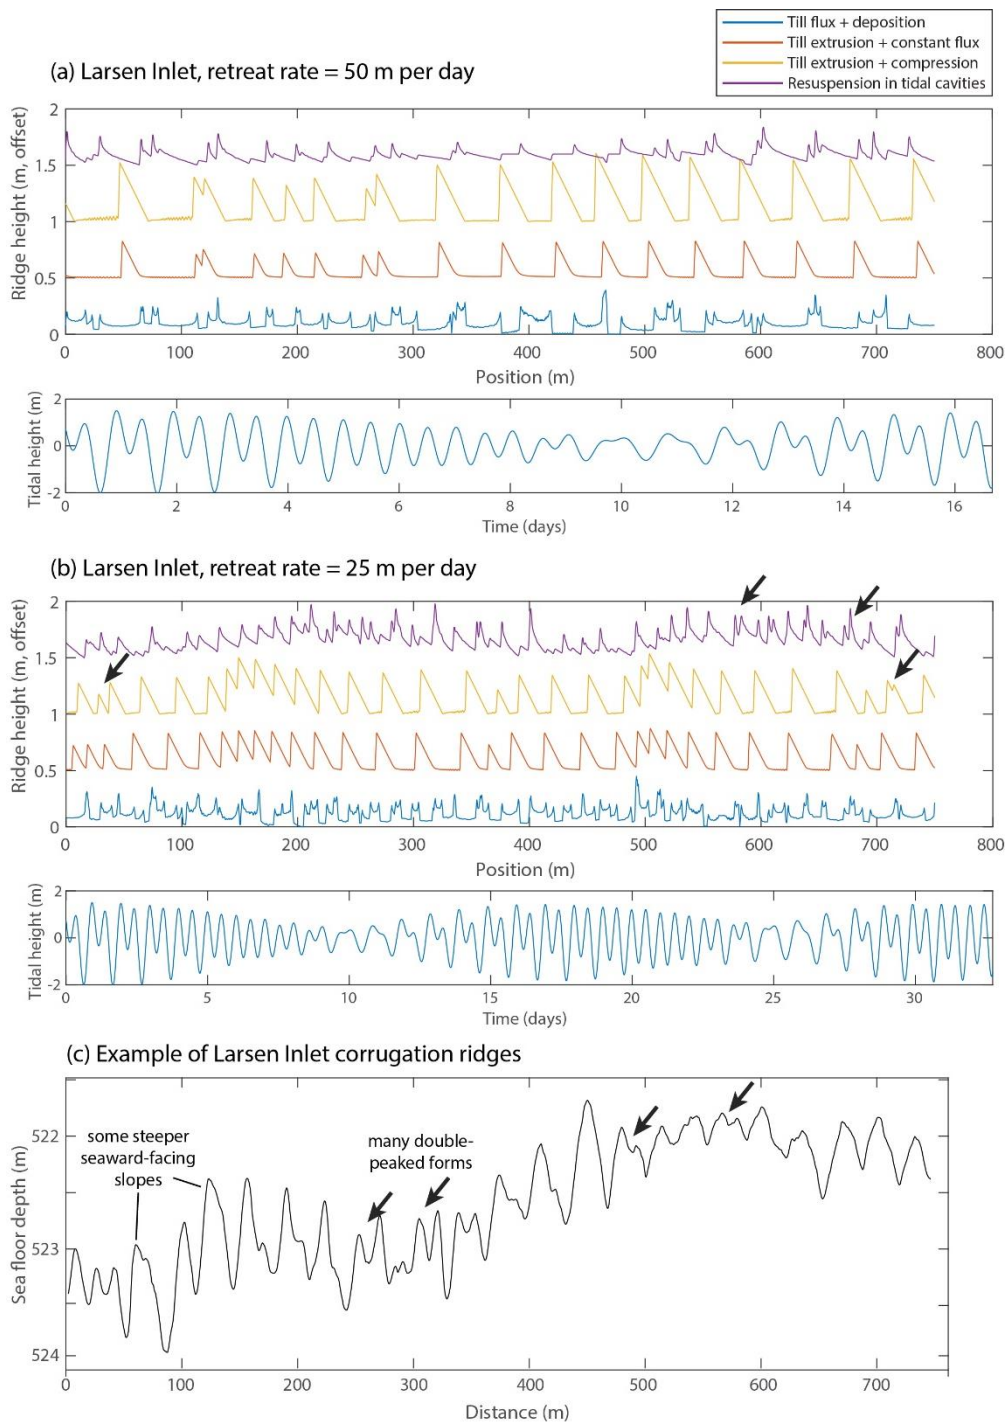 Till flux + deposition
Till extrusion + constant flux
Till extrusion + compression
Resuspension in tidal cavities
(a) Larsen Inlet, retreat rate = 50 m per day
Ridge height (m, offset)
2
1.5
1
0.5
0
0 100 200 300 400 500 600 700 800
Position (m)
Tidal height (m)
2
0
-2
0 2 4 6 8 10 12 14 16
Time (days)
(b) Larsen Inlet, retreat rate = 25 m per day
Ridge height (m, offset)
2
1.5
1
0.5
0
0 100 200 300 400 500 600 700 800
Position (m)
Tidal height (m)
2
0
-2
0 5 10 15 20 25 30
Time (days)
(c) Example of Larsen Inlet corrugation ridges
some steeper
seaward-facing
slopes
many double-
peaked forms
Sea floor depth (m)
522
523
524
0 100 200 300 400 500 600 700
Distance (m)